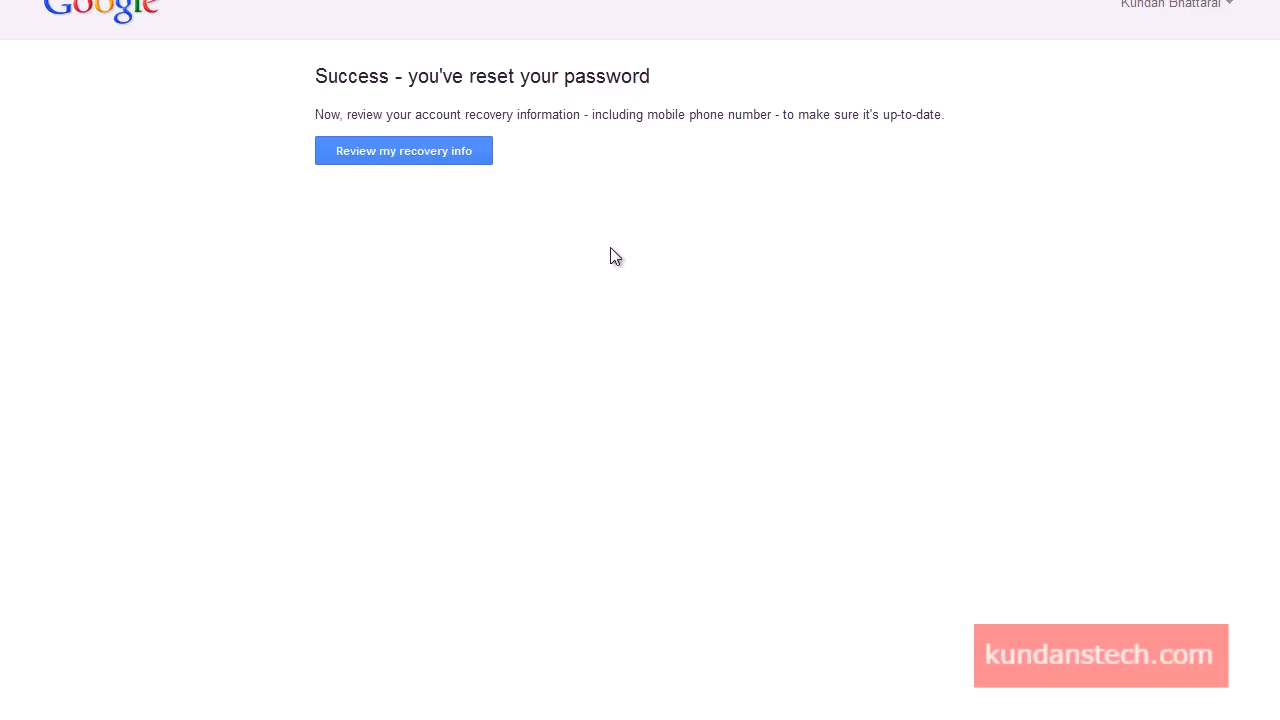 Google
Kundan Bhattarai
Success - you've reset your password
Now, review your account recovery information - including mobile phone number - to make sure it's up-to-date.
Review my recovery info
kundanstech.com